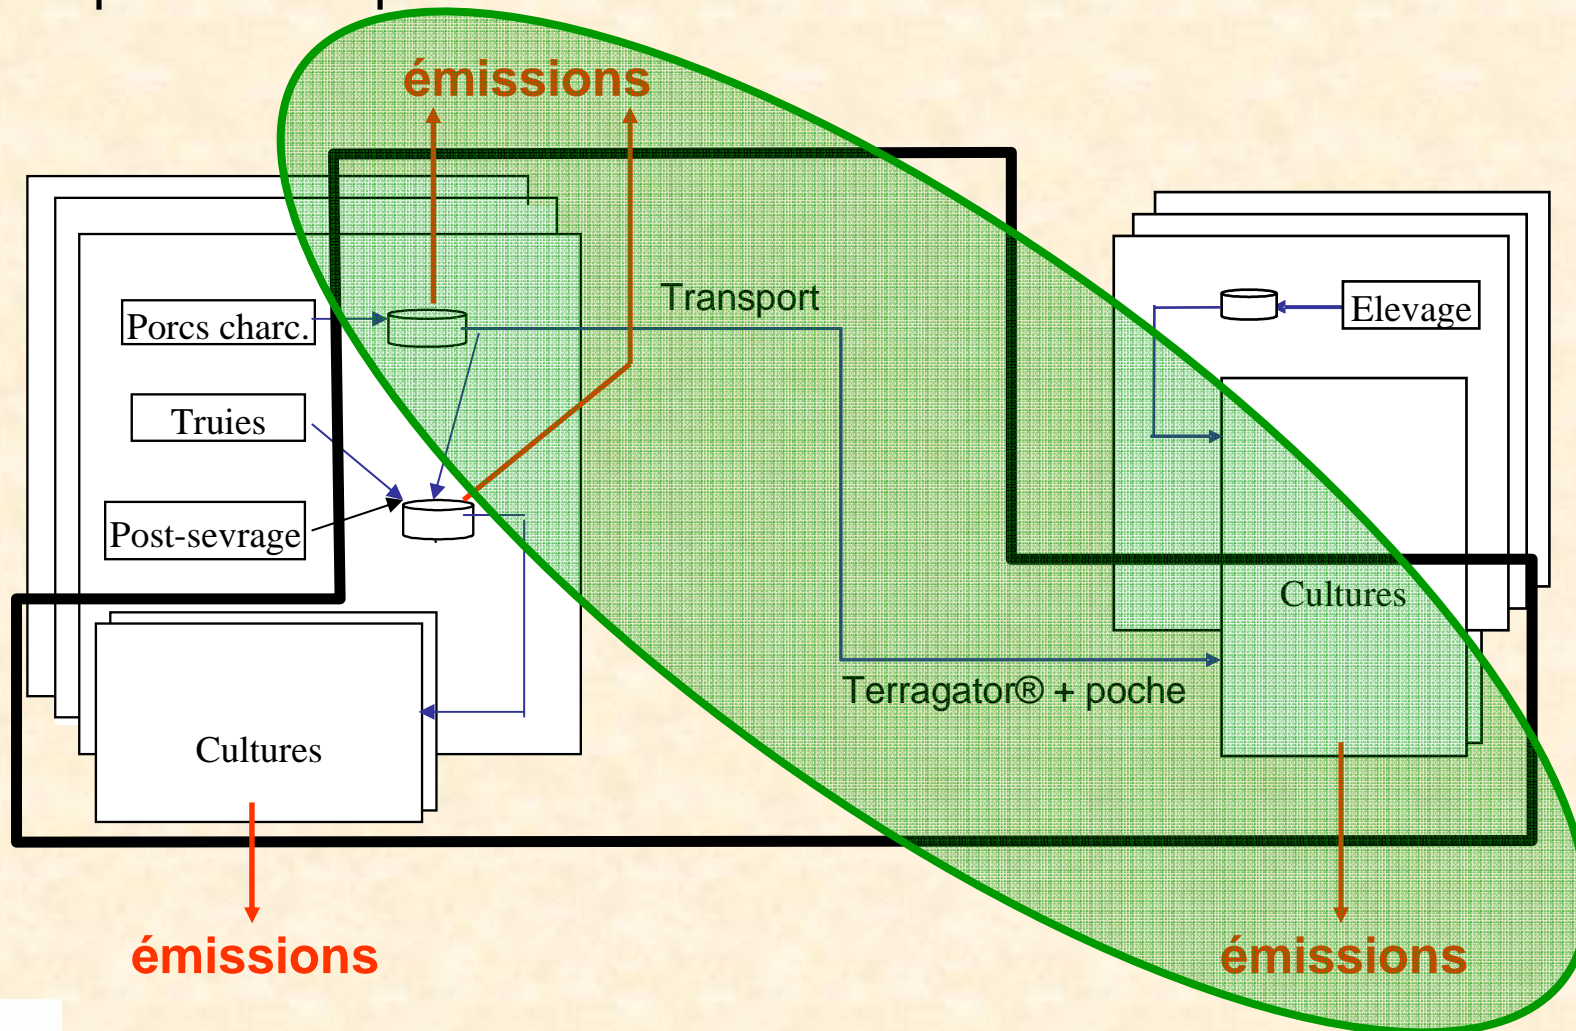 émissions
Transport
Porcs charc.
Elevage
Truies
Post-sevrage
Cultures
Terragator® + poche
Cultures
émissions
émissions